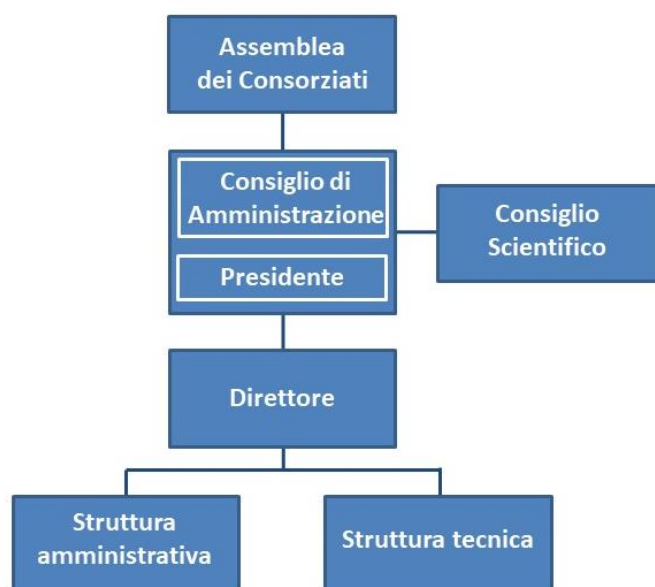 Assemblea
dei Consorziati
Consiglio di
Amministrazione
Presidente
Consiglio
Scientifico
Direttore
Struttura
amministrativa
Struttura tecnica